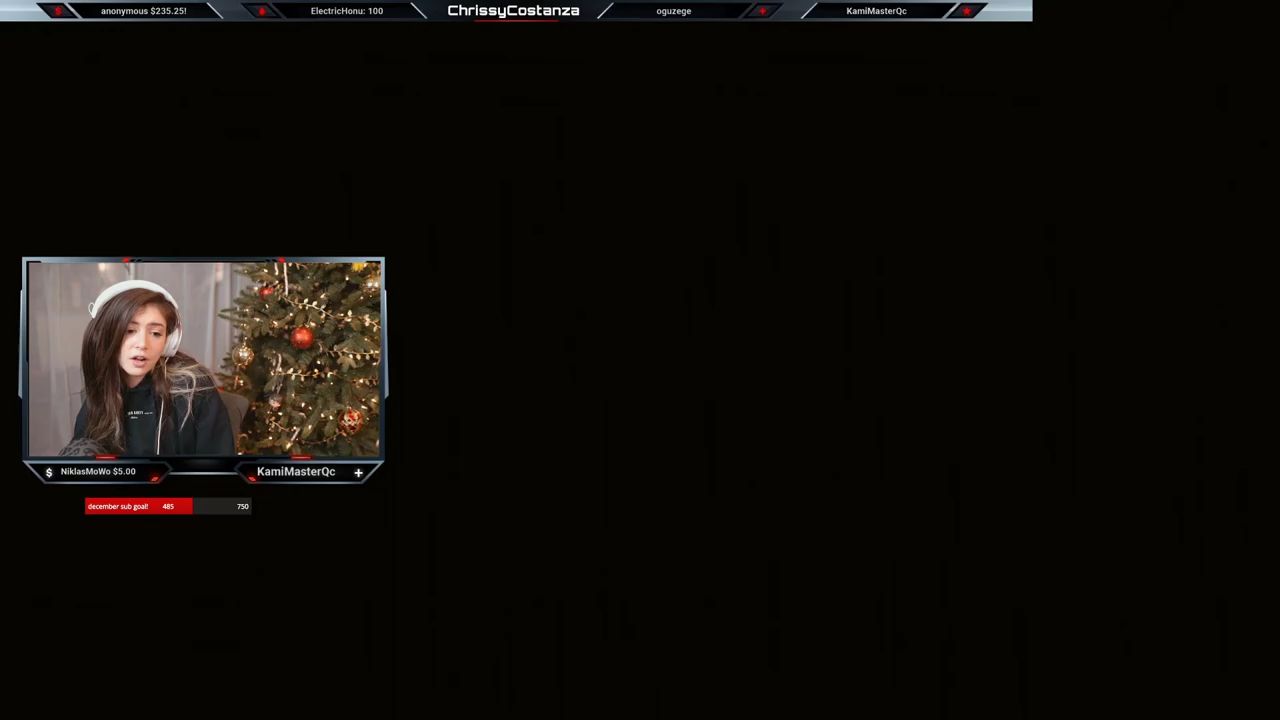 anonymous $235.25!
ElectricHonu: 100
ChrissyCostanza
oguzege
KamiMasterQc
$ NiklasMoWo $5.00
KamiMasterQc +
december sub goal! 485 750